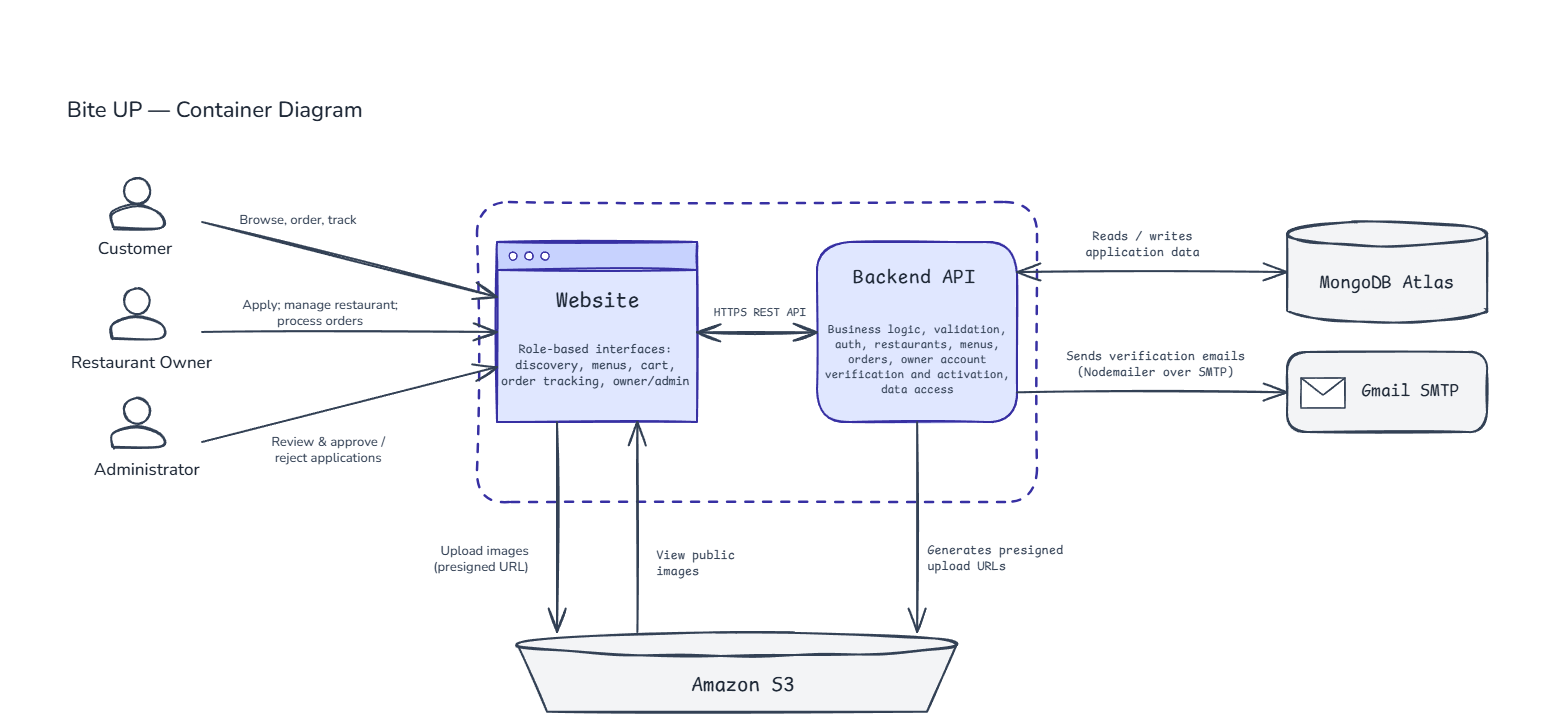 Bite UP — Container Diagram
Customer
Browse, order, track
Restaurant Owner
Apply; manage restaurant;
process orders
Administrator
Review & approve /
reject applications
Website
Role-based interfaces:
discovery, menus, cart,
order tracking, owner/admin
HTTPS REST API
Backend API
Business logic, validation,
auth, restaurants, menus,
orders, owner account
verification and activation,
data access
Reads / writes
application data
MongoDB Atlas
Sends verification emails
(Nodemailer over SMTP)
Gmail SMTP
Upload images
(presigned URL)
View public
images
Generates presigned
upload URLs
Amazon S3